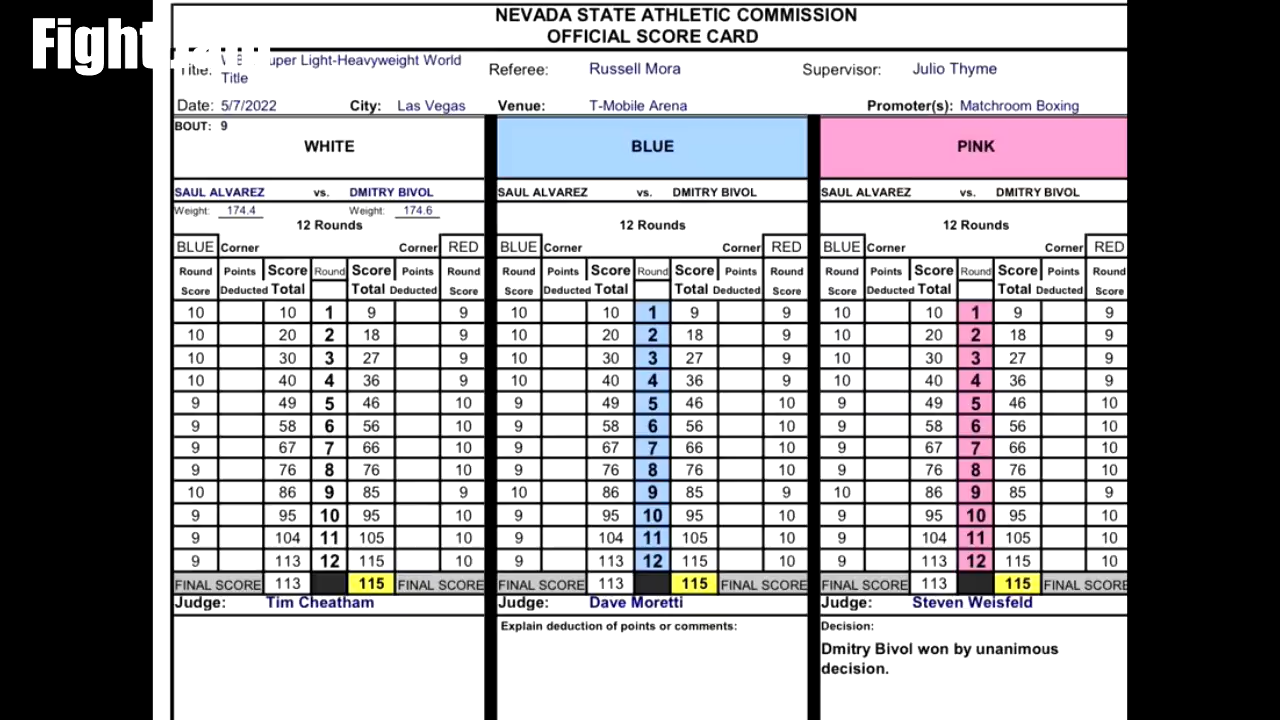 Fight
NEVADA STATE ATHLETIC COMMISSION
OFFICIAL SCORE CARD
Title: Super Light-Heavyweight World Title Referee: Russell Mora Supervisor: Julio Thyme
Date: 5/7/2022 City: Las Vegas Venue: T-Mobile Arena Promoter(s): Matchroom Boxing
BOUT: 9
WHITE BLUE PINK
SAUL ALVAREZ vs. DMITRY BIVOL SAUL ALVAREZ vs. DMITRY BIVOL SAUL ALVAREZ vs. DMITRY BIVOL
Weight: 174.4 Weight: 174.6
12 Rounds 12 Rounds 12 Rounds
BLUE Corner Corner RED BLUE Corner Corner RED BLUE Corner Corner RED
Round Points Score Round Score Points Round Round Points Score Round Score Points Round Round Points Score Round Score Points Round
Score Deducted Total Total Deducted Score Score Deducted Total Total Deducted Score Score Deducted Total Total Deducted Score
10 10 1 9 9 10 10 1 9 9 10 10 1 9 9
10 20 2 18 9 10 20 2 18 9 10 20 2 18 9
10 30 3 27 9 10 30 3 27 9 10 30 3 27 9
10 40 4 36 9 10 40 4 36 9 10 40 4 36 9
9 49 5 46 10 9 49 5 46 10 9 49 5 46 10
9 58 6 56 10 9 58 6 56 10 9 58 6 56 10
9 67 7 66 10 9 67 7 66 10 9 67 7 66 10
9 76 8 76 10 9 76 8 76 10 9 76 8 76 10
10 86 9 85 9 10 86 9 85 9 10 86 9 85 9
9 95 10 95 10 9 95 10 95 10 9 95 10 95 10
9 104 11 105 10 9 104 11 105 10 9 104 11 105 10
9 113 12 115 10 9 113 12 115 10 9 113 12 115 10
FINAL SCORE 113 115 FINAL SCORE FINAL SCORE 113 115 FINAL SCORE FINAL SCORE 113 115 FINAL SCORE
Judge: Tim Cheatham Judge: Dave Moretti Judge: Steven Weisfeld
Explain deduction of points or comments: Decision:
Dmitry Bivol won by unanimous
decision.